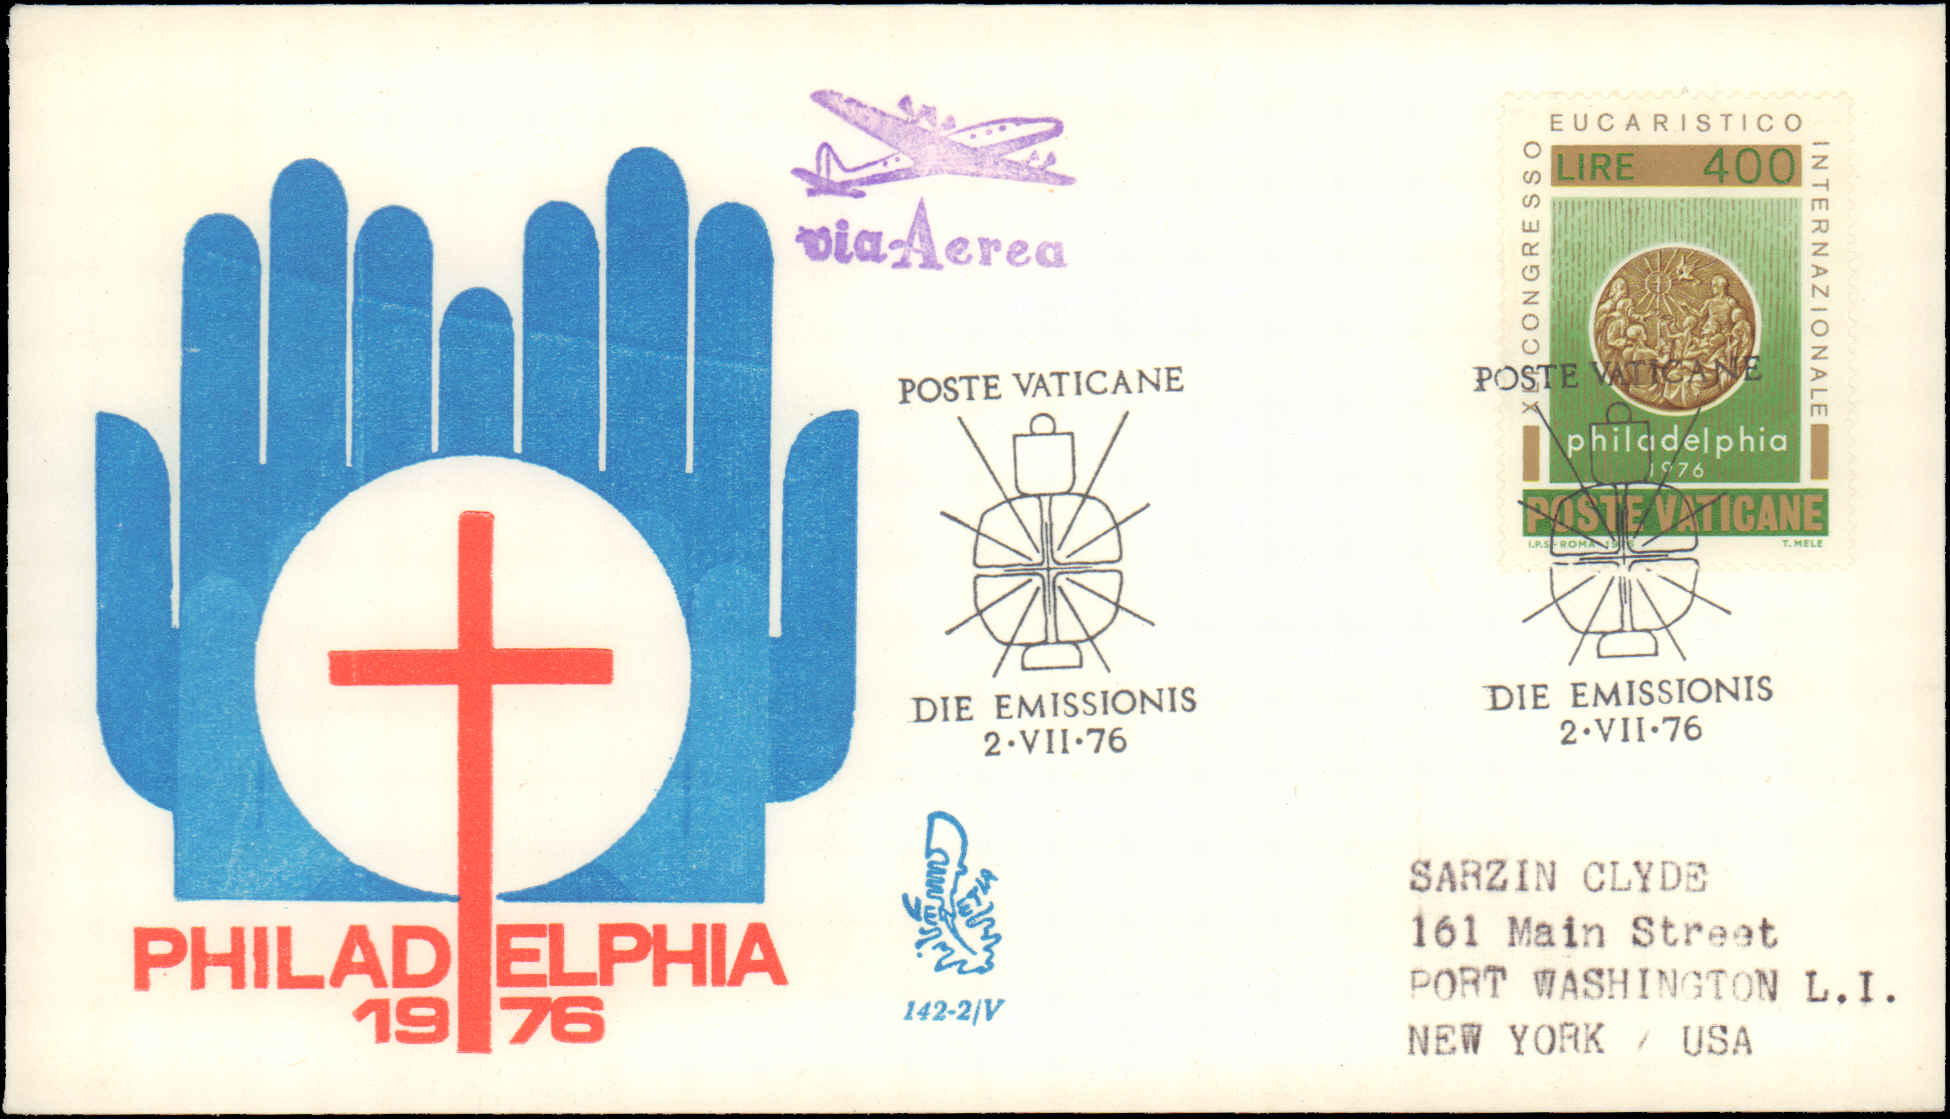 via-Aerea
EUCARISTICO
XLI CONGRESSO
INTERNAZIONALE
LIRE 400
philadelphia
1976
POSTE VATICANE
I.P.S.-ROMA-1976
T. MELE
POSTE VATICANE
DIE EMISSIONIS
2·VII·76
POSTE VATICANE
DIE EMISSIONIS
2·VII·76
PHILADELPHIA
1976
142-2/V
SARZIN CLYDE
161 Main Street
PORT WASHINGTON L.I.
NEW YORK / USA